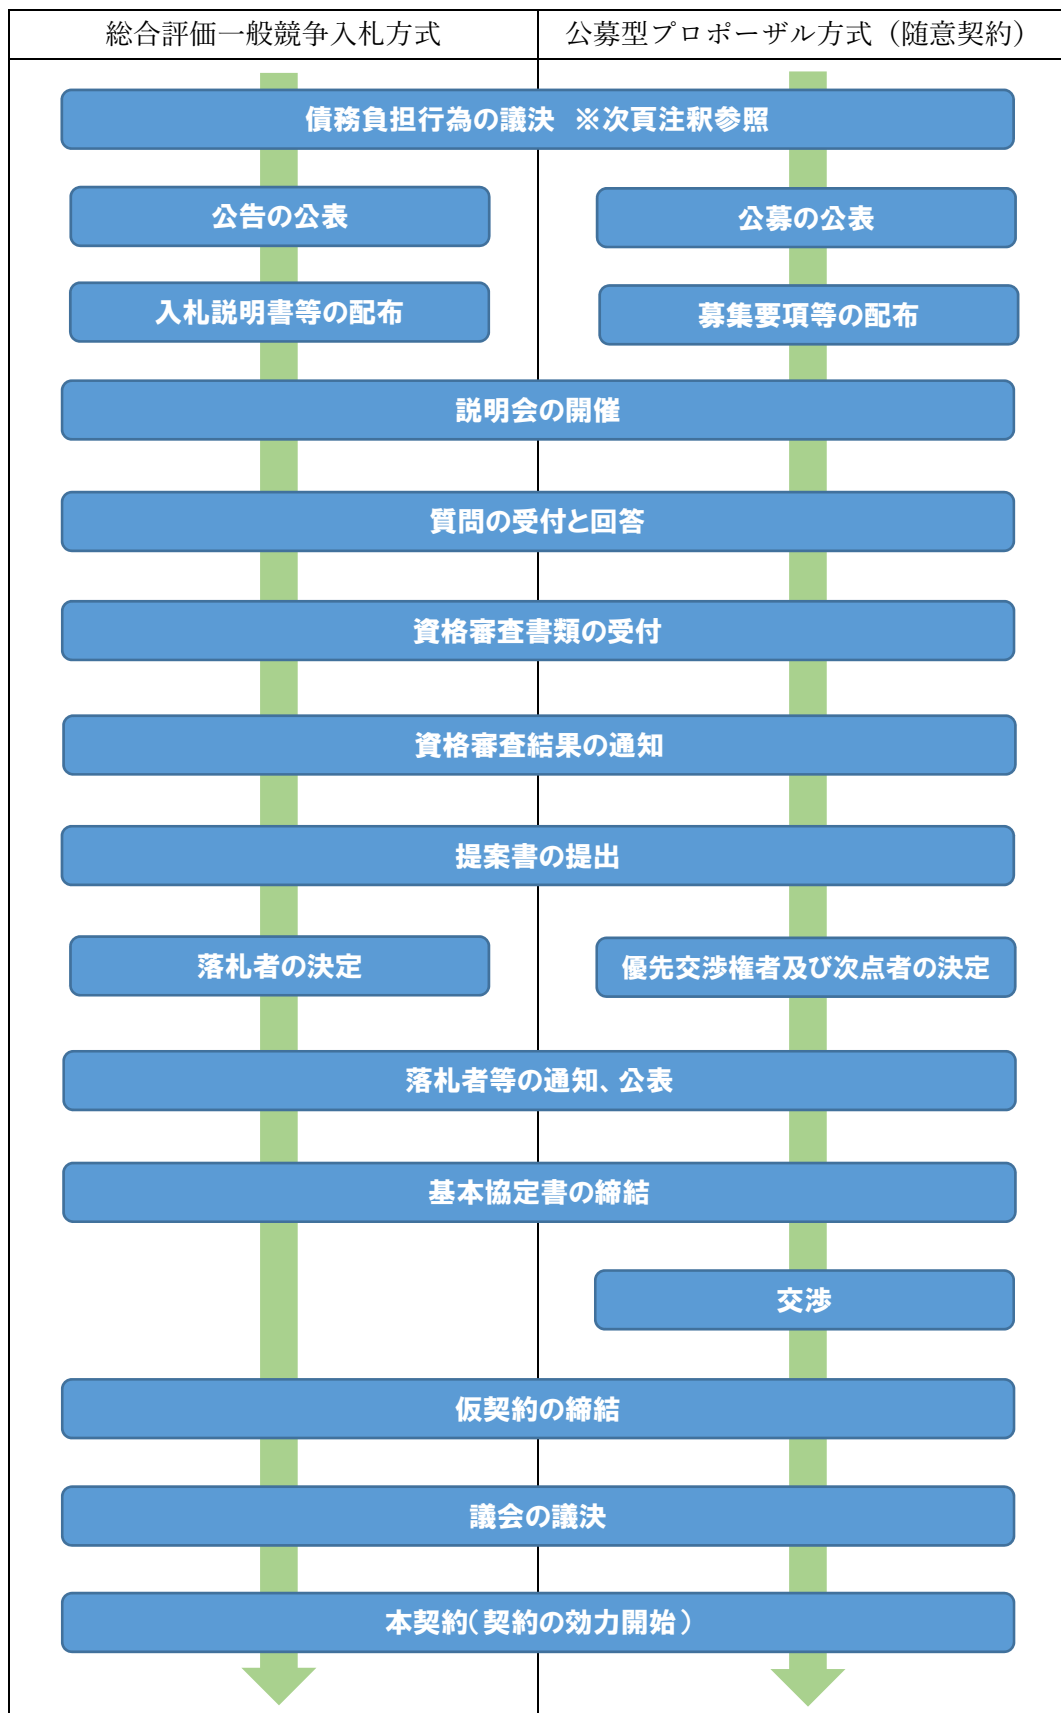 総合評価一般競争入札方式
公募型プロポーザル方式（随意契約）
債務負担行為の議決　※次頁注釈参照
公告の公表
公募の公表
入札説明書等の配布
募集要項等の配布
説明会の開催
質問の受付と回答
資格審査書類の受付
資格審査結果の通知
提案書の提出
落札者の決定
優先交渉権者及び次点者の決定
落札者等の通知、公表
基本協定書の締結
交渉
仮契約の締結
議会の議決
本契約（契約の効力開始）